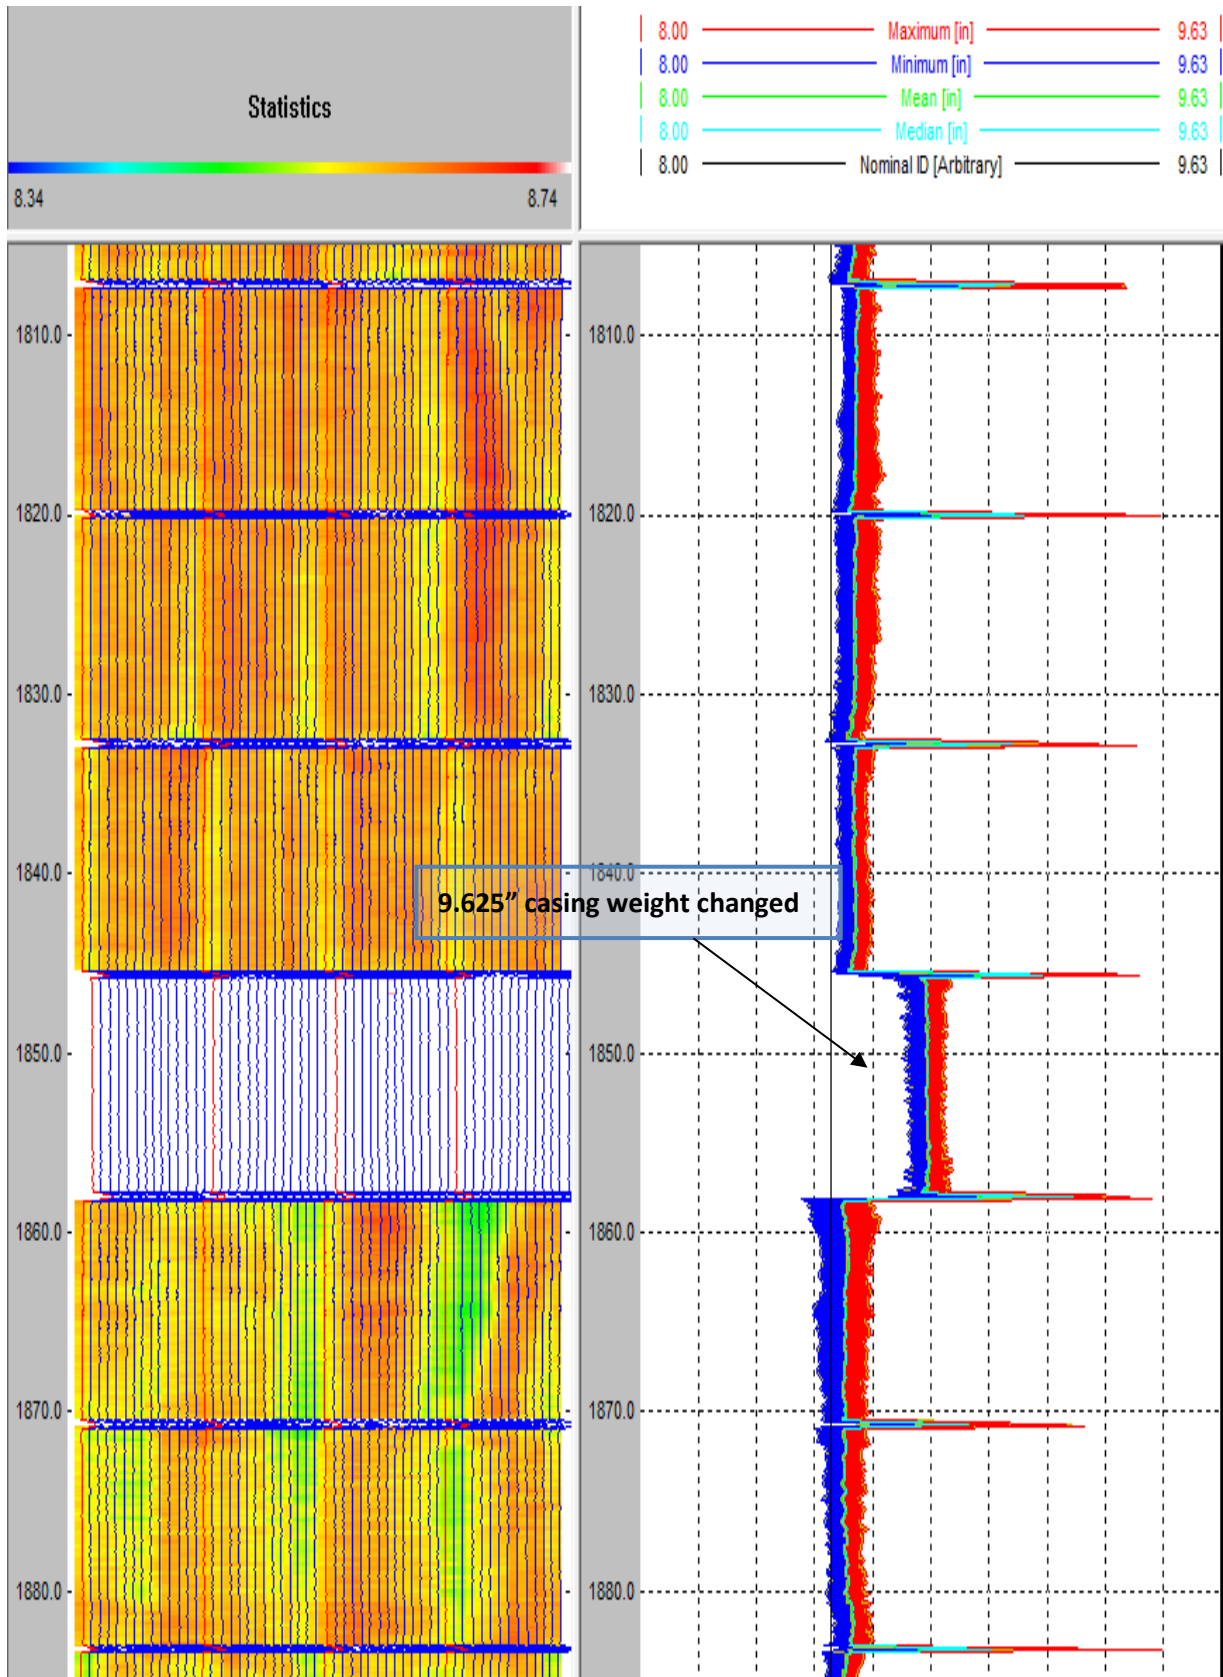 Statistics
8.34 8.74
8.00 Maximum [in] 9.63
8.00 Minimum [in] 9.63
8.00 Mean [in] 9.63
8.00 Median [in] 9.63
8.00 Nominal ID [Arbitrary] 9.63
1810.0 1810.0
1820.0 1820.0
1830.0 1830.0
1840.0 1840.0
9.625” casing weight changed
1850.0 1850.0
1860.0 1860.0
1870.0 1870.0
1880.0 1880.0